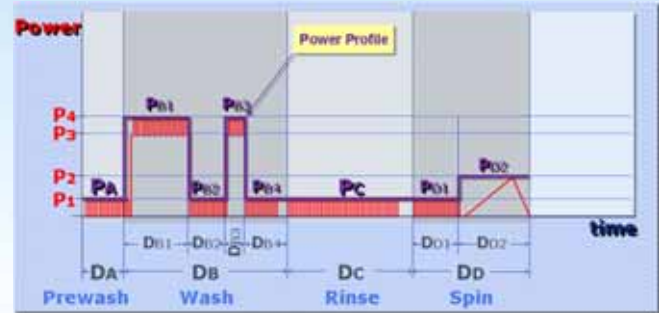 Power
Power Profile
P4
P3
P2
P1
PA
PB1
PB2
PB3
PB4
PC
PD1
PD2
time
DB1
DB2
DB3
DB4
DD1
DD2
DA
DB
DC
DD
Prewash
Wash
Rinse
Spin